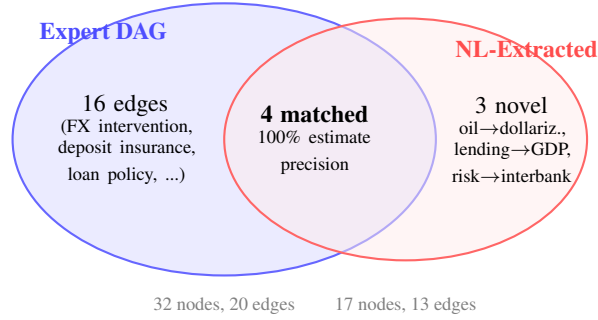 Expert DAG
NL-Extracted
16 edges
(FX intervention,
deposit insurance,
loan policy, ...)
4 matched
100% estimate
precision
3 novel
oil→dollariz.,
lending→GDP,
risk→interbank
32 nodes, 20 edges
17 nodes, 13 edges